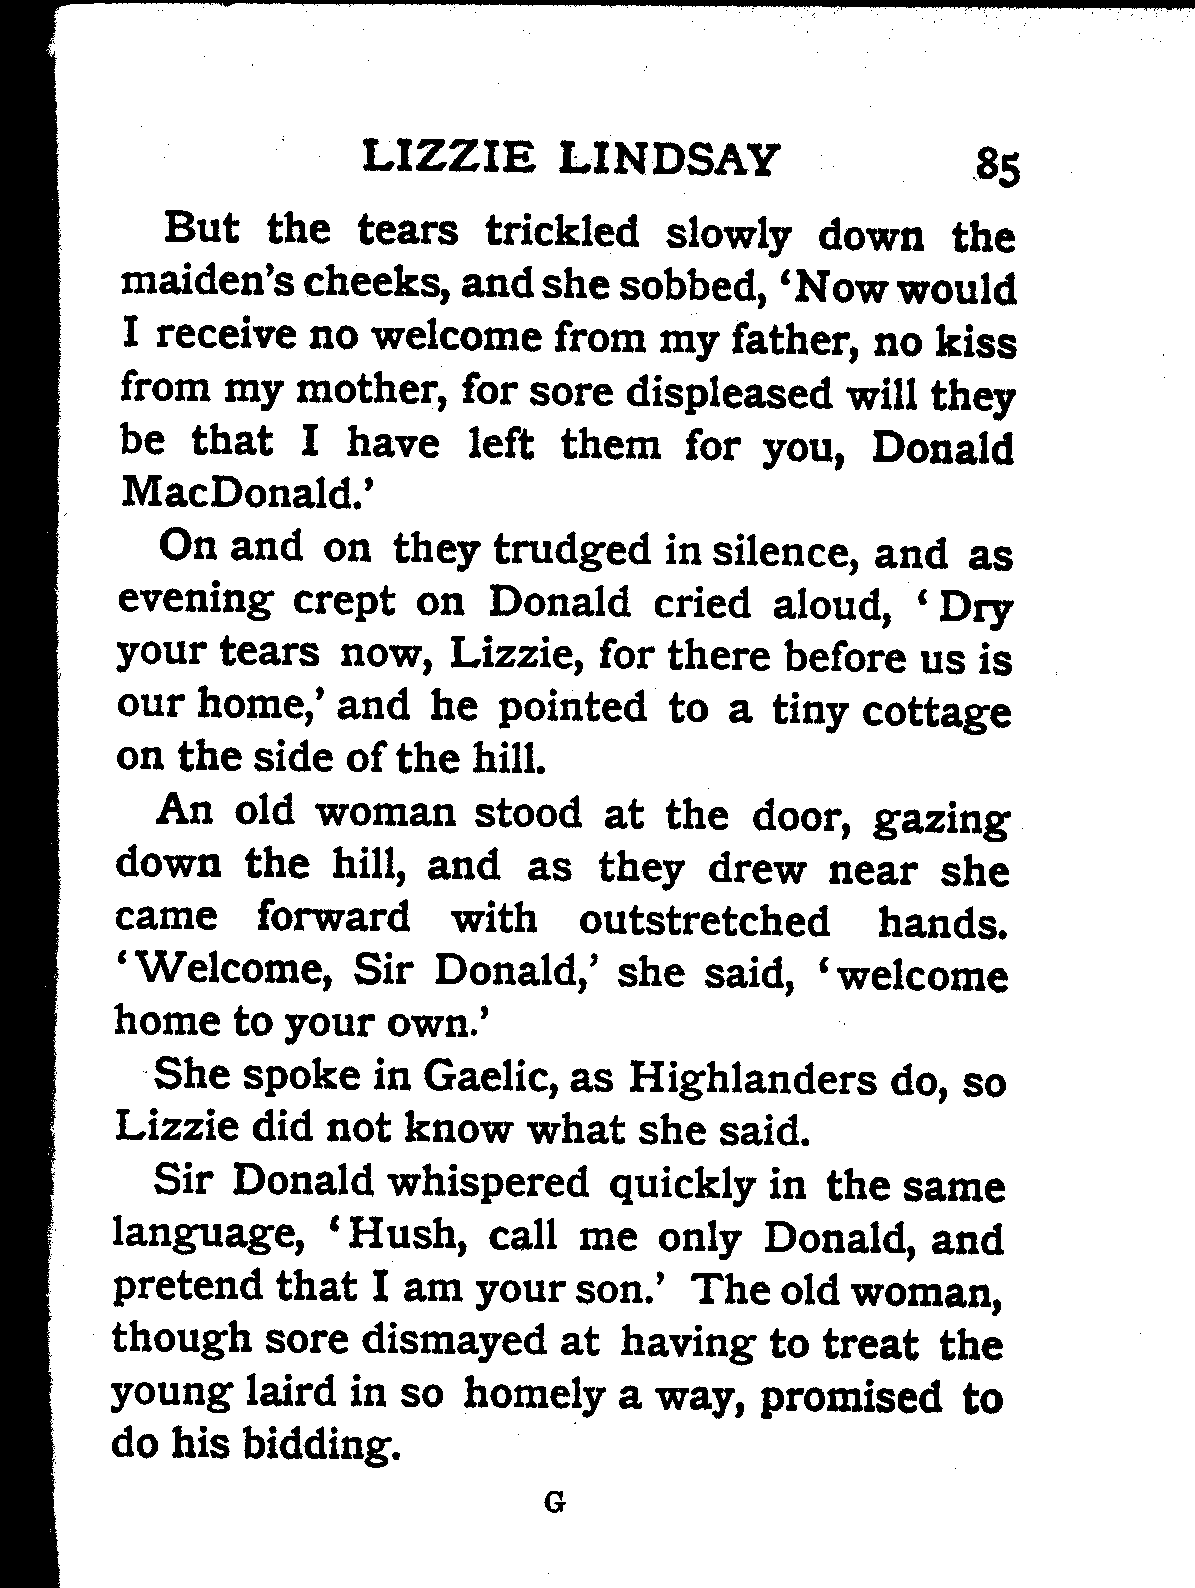 LIZZIE LINDSAY 85
But the tears trickled slowly down the
maiden's cheeks, and she sobbed, 'Now would
I receive no welcome from my father, no kiss
from my mother, for sore displeased will they
be that I have left them for you, Donald
MacDonald.'
On and on they trudged in silence, and as
evening crept on Donald cried aloud, 'Dry
your tears now, Lizzie, for there before us is
our home,' and he pointed to a tiny cottage
on the side of the hill.
An old woman stood at the door, gazing
down the hill, and as they drew near she
came forward with outstretched hands.
'Welcome, Sir Donald,' she said, 'welcome
home to your own.'
She spoke in Gaelic, as Highlanders do, so
Lizzie did not know what she said.
Sir Donald whispered quickly in the same
language, 'Hush, call me only Donald, and
pretend that I am your son.' The old woman,
though sore dismayed at having to treat the
young laird in so homely a way, promised to
do his bidding.
G